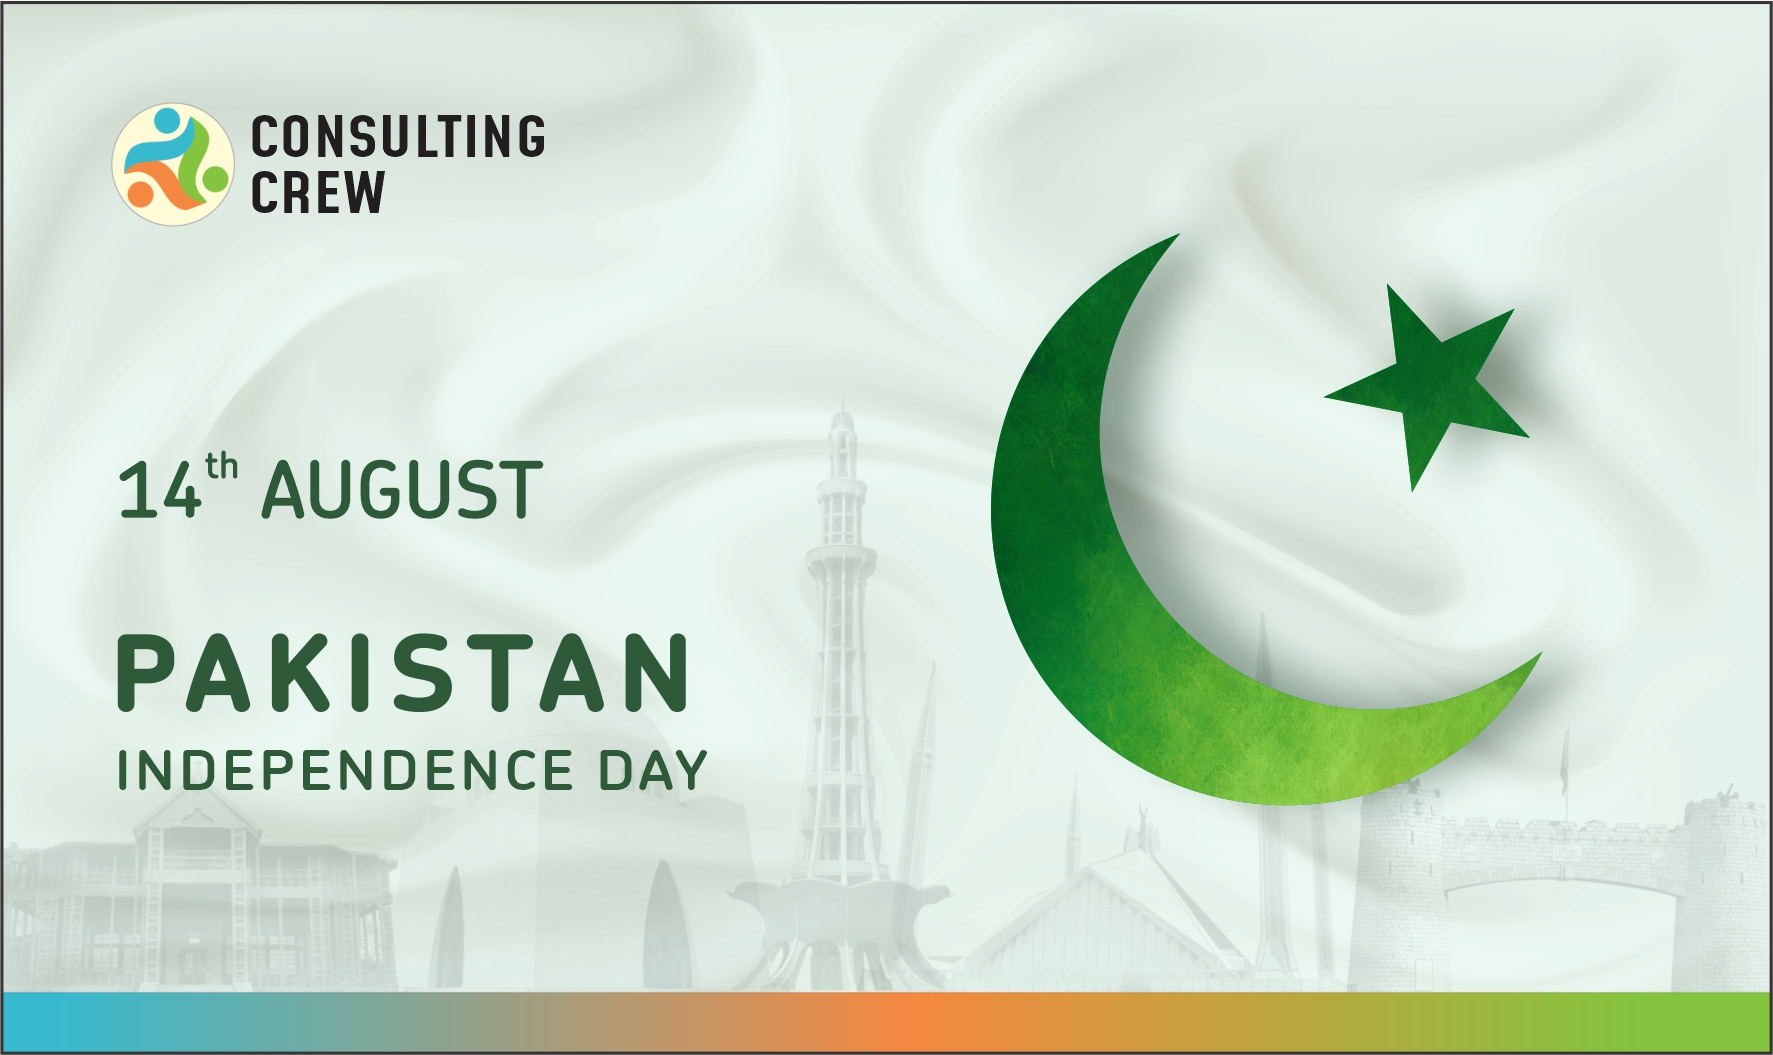 CONSULTING
CREW
14th AUGUST
PAKISTAN
INDEPENDENCE DAY